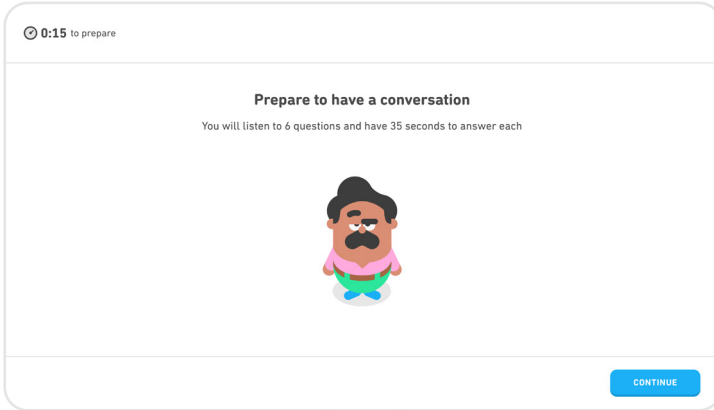 0:15 to prepare
Prepare to have a conversation
You will listen to 6 questions and have 35 seconds to answer each
CONTINUE